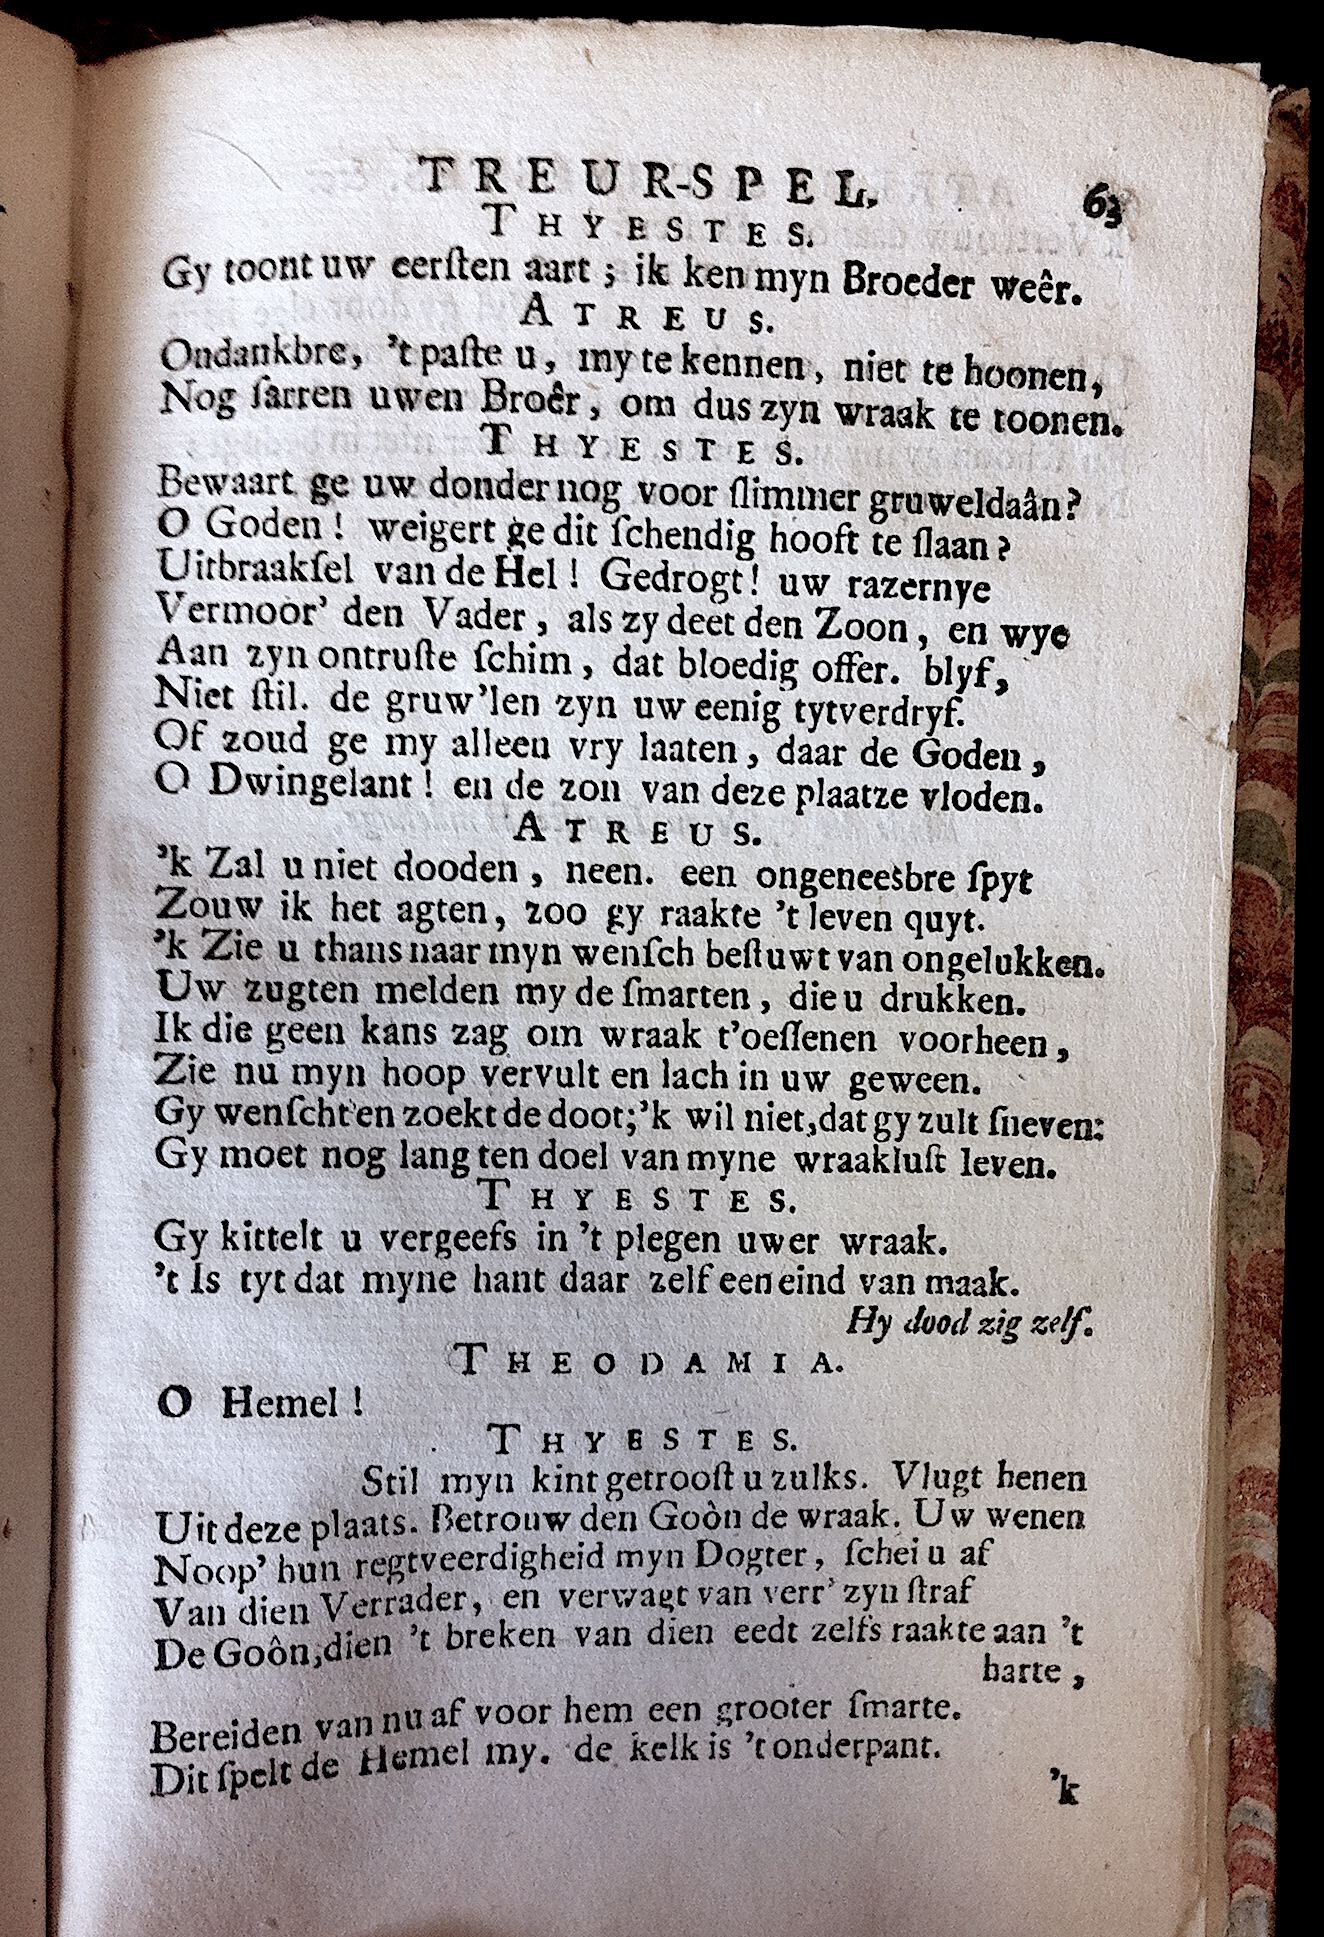 TREUR-SPEL. 63
THYESTES.
Gy toont uw eerſten aart ; ik ken myn Broeder weêr.
ATREUS.
Ondankbre, 't paſte u, my te kennen, niet te hoonen,
Nog ſarren uwen Broêr, om dus zyn wraak te toonen.
THYESTES.
Bewaart ge uw donder nog voor ſlimmer gruweldaân?
O Goden! weigert ge dit ſchendig hooft te ſlaan?
Uitbraakſel van de Hel! Gedrogt! uw razernye
Vermoor' den Vader, als zy deet den Zoon, en wye
Aan zyn ontruſte ſchim, dat bloedig offer. blyf,
Niet ſtil. de gruw'len zyn uw eenig tytverdryf.
Of zoud ge my alleen vry laaten, daar de Goden,
O Dwingelant! en de zon van deze plaatze vloden.
ATREUS.
'k Zal u niet dooden, neen. een ongeneesbre ſpyt
Zouw ik het agten, zoo gy raakte 't leven quyt.
'k Zie u thans naar myn wenſch beſtuwt van ongelukken.
Uw zugten melden my de ſmarten, die u drukken.
Ik die geen kans zag om wraak t'oeffenen voorheen,
Zie nu myn hoop vervult en lach in uw geween.
Gy wenſcht en zoekt de doot; 'k wil niet, dat gy zult ſneven:
Gy moet nog lang ten doel van myne wraakluſt leven.
THYESTES.
Gy kittelt u vergeefs in 't plegen uwer wraak.
't Is tyt dat myne hant daar zelf een eind van maak.
Hy dood zig zelf.
THEODAMIA.
O Hemel!
THYESTES.
Stil myn kint getrooſt u zulks. Vlugt henen
Uit deze plaats. Betrouw den Goôn de wraak. Uw wenen
Noop' hun regtveerdigheid myn Dogter, ſchei u af
Van dien Verrader, en verwagt van verr' zyn ſtraf
De Goôn, dien 't breken van dien eedt zelfs raakte aan 't
harte,
Bereiden van nu af voor hem een grooter ſmarte.
Dit ſpelt de Hemel my. de kelk is 't onderpant.
'k